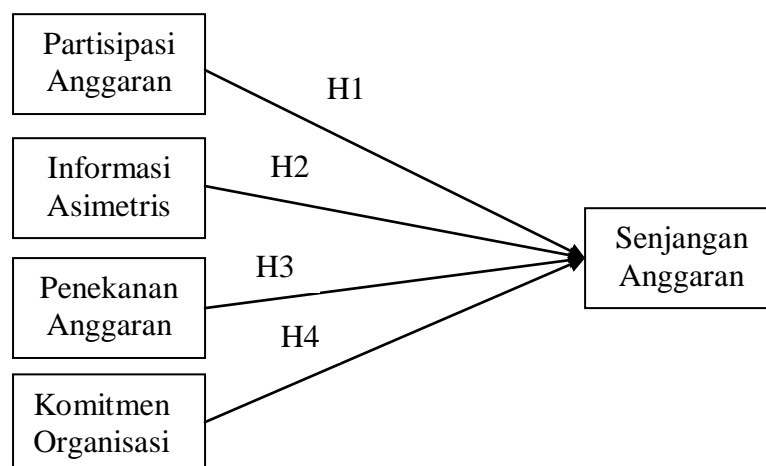 Partisipasi
Anggaran
H1
Informasi
Asimetris
H2
Penekanan
Anggaran
H3
Komitmen
Organisasi
H4
Senjangan
Anggaran